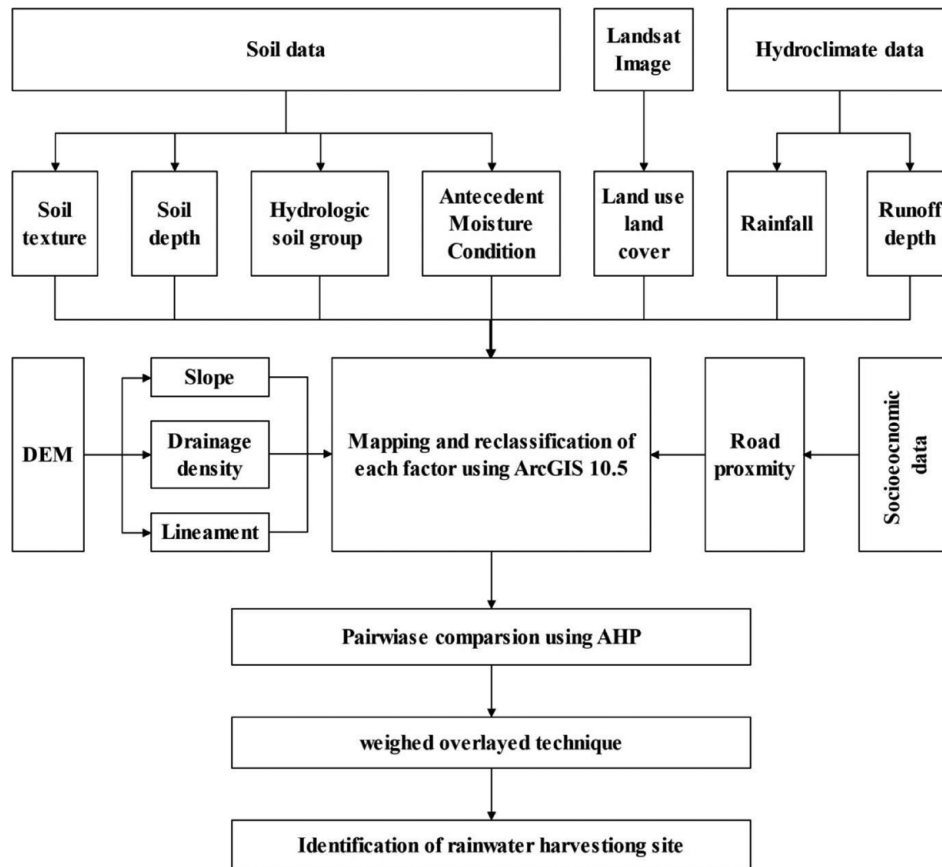 Soil data
Landsat
Image
Hydroclimate data
Soil
texture
Soil
depth
Hydrologic
soil group
Antecedent
Moisture
Condition
Land use
land
cover
Rainfall
Runoff
depth
DEM
Slope
Drainage
density
Lineament
Mapping and reclassification of
each factor using ArcGIS 10.5
Road
proxmity
Socioeocnomic
data
Pairwiase comparsion using AHP
weighed overlayed technique
Identification of rainwater harvestiong site